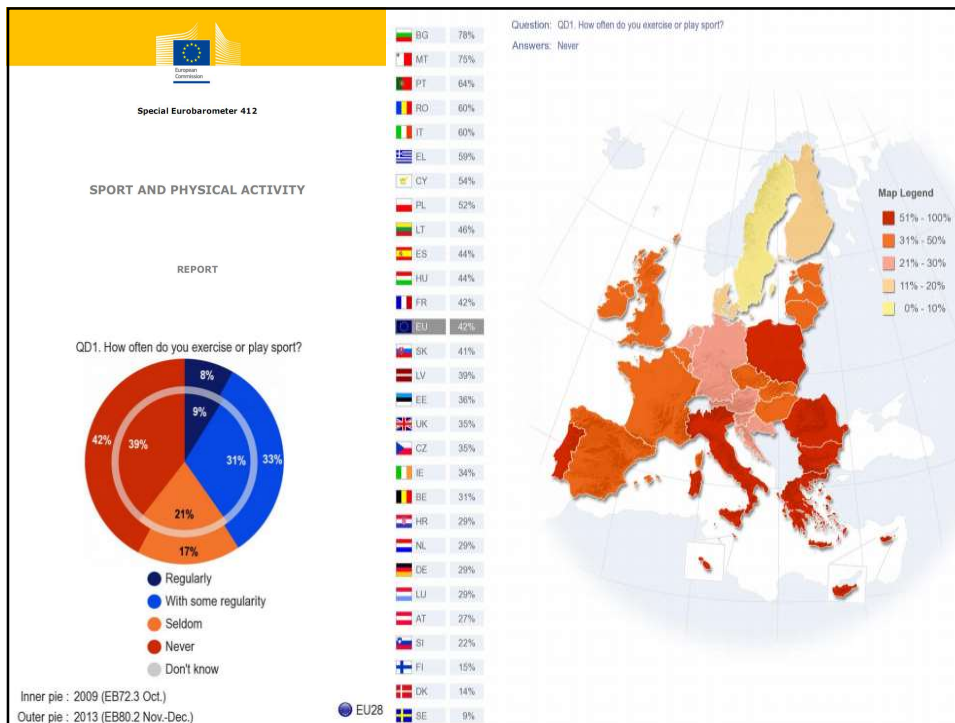 European
Commission
Special Eurobarometer 412
SPORT AND PHYSICAL ACTIVITY
REPORT
QD1. How often do you exercise or play sport?
8%
9%
42%
39%
31%
33%
21%
17%
Regularly
With some regularity
Seldom
Never
Don't know
Inner pie : 2009 (EB72.3 Oct.)
Outer pie : 2013 (EB80.2 Nov.-Dec.)
EU28
BG 78%
MT 75%
PT 64%
RO 60%
IT 60%
EL 59%
CY 54%
PL 52%
LT 46%
ES 44%
HU 44%
FR 42%
EU 42%
SK 41%
LV 39%
EE 36%
UK 35%
CZ 35%
IE 34%
BE 31%
HR 29%
NL 29%
DE 29%
LU 29%
AT 27%
SI 22%
FI 15%
DK 14%
SE 9%
Question: QD1. How often do you exercise or play sport?
Answers: Never
Map Legend
51% - 100%
31% - 50%
21% - 30%
11% - 20%
0% - 10%